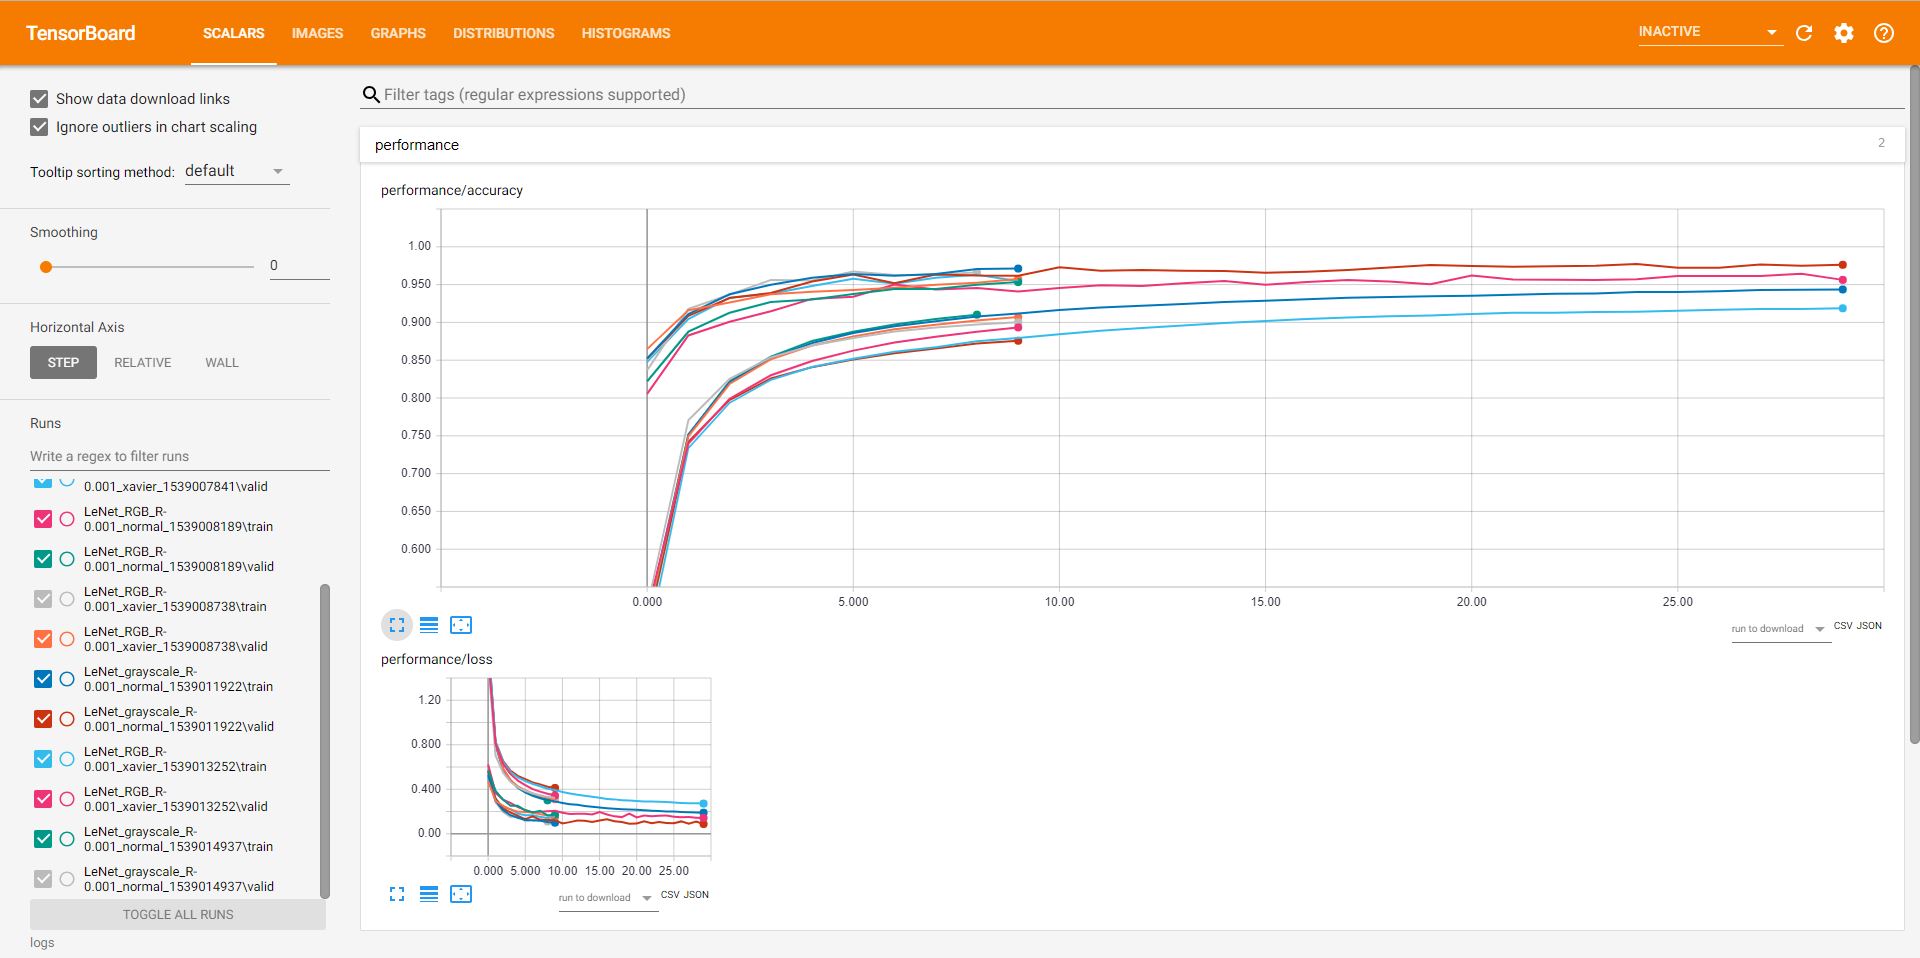 TensorBoard SCALARS IMAGES GRAPHS DISTRIBUTIONS HISTOGRAMS INACTIVE
Show data download links
Ignore outliers in chart scaling
Tooltip sorting method: default
Smoothing
0
Horizontal Axis
STEP RELATIVE WALL
Runs
Write a regex to filter runs
0.001_xavier_1539007841\valid
LeNet_RGB_R-
0.001_normal_1539008189\train
LeNet_RGB_R-
0.001_normal_1539008189\valid
LeNet_RGB_R-
0.001_xavier_1539008738\train
LeNet_RGB_R-
0.001_xavier_1539008738\valid
LeNet_grayscale_R-
0.001_normal_1539011922\train
LeNet_grayscale_R-
0.001_normal_1539011922\valid
LeNet_RGB_R-
0.001_xavier_1539013252\train
LeNet_RGB_R-
0.001_xavier_1539013252\valid
LeNet_grayscale_R-
0.001_normal_1539014937\train
LeNet_grayscale_R-
0.001_normal_1539014937\valid
TOGGLE ALL RUNS
logs
Filter tags (regular expressions supported)
performance 2
performance/accuracy
1.00
0.950
0.900
0.850
0.800
0.750
0.700
0.650
0.600
0.000 5.000 10.00 15.00 20.00 25.00
run to download CSV JSON
performance/loss
1.20
0.800
0.400
0.00
0.000 5.000 10.00 15.00 20.00 25.00
run to download CSV JSON